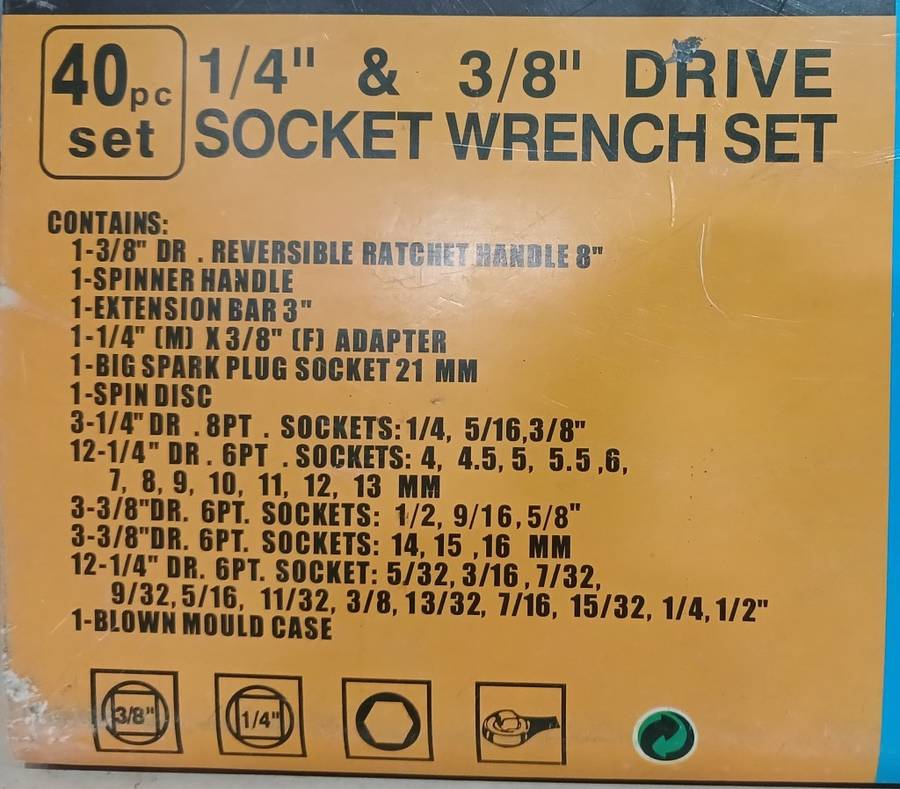 40pc set
1/4" & 3/8" DRIVE
SOCKET WRENCH SET
CONTAINS:
1-3/8" DR . REVERSIBLE RATCHET HANDLE 8"
1-SPINNER HANDLE
1-EXTENSION BAR 3"
1-1/4" (M) X 3/8" (F) ADAPTER
1-BIG SPARK PLUG SOCKET 21 MM
1-SPIN DISC
3-1/4" DR . 8PT . SOCKETS: 1/4, 5/16,3/8"
12-1/4" DR . 6PT . SOCKETS: 4, 4.5, 5, 5.5 ,6,
7, 8, 9, 10, 11, 12, 13 MM
3-3/8"DR. 6PT. SOCKETS: 1/2, 9/16, 5/8"
3-3/8"DR. 6PT. SOCKETS: 14, 15 ,16 MM
12-1/4" DR. 6PT. SOCKET: 5/32, 3/16 , 7/32,
9/32, 5/16, 11/32, 3/8, 13/32, 7/16, 15/32, 1/4, 1/2"
1-BLOWN MOULD CASE
3/8" 1/4"